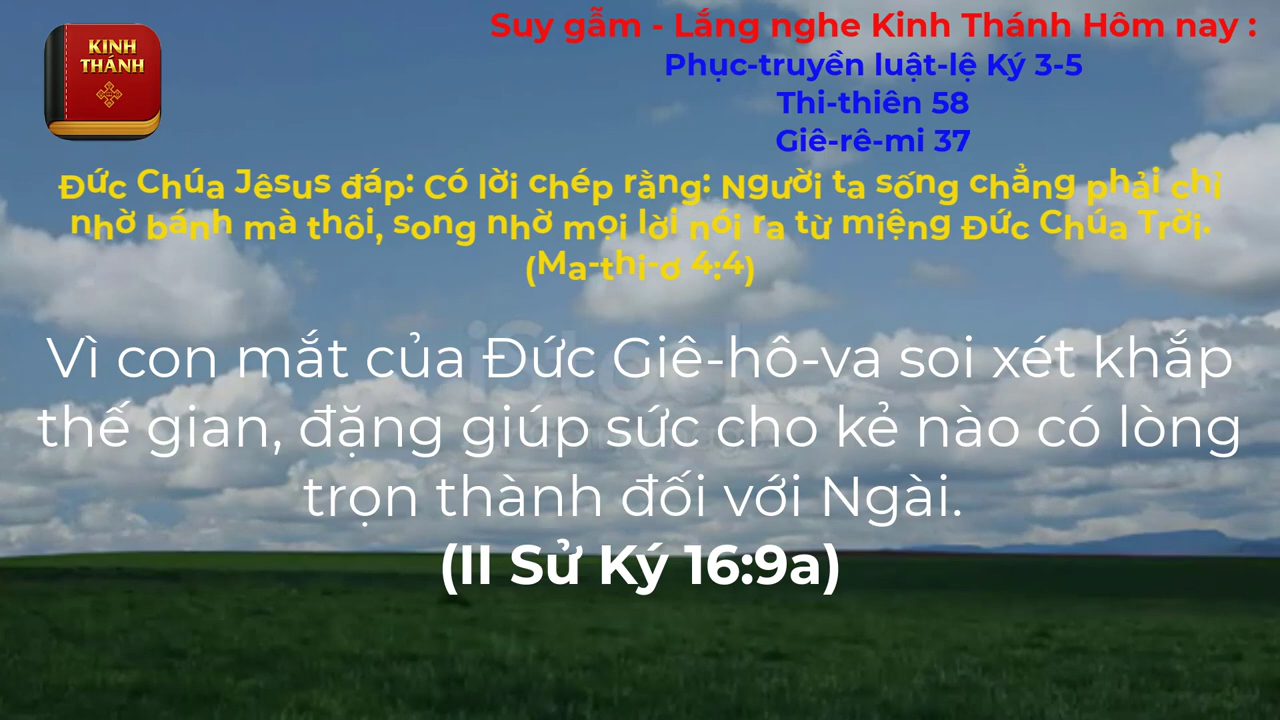 KINH
THÁNH
Suy gẫm - Lắng nghe Kinh Thánh Hôm nay :
Phục-truyền luật-lệ Ký 3-5
Thi-thiên 58
Giê-rê-mi 37
Đức Chúa Jêsus đáp: Có lời chép rằng: Người ta sống chẳng phải chỉ
nhờ bánh mà thôi, song nhờ mọi lời nói ra từ miệng Đức Chúa Trời.
(Ma-thi-ơ 4:4)
iStock
Vì con mắt của Đức Giê-hô-va soi xét khắp
thế gian, đặng giúp sức cho kẻ nào có lòng
trọn thành đối với Ngài.
(II Sử Ký 16:9a)